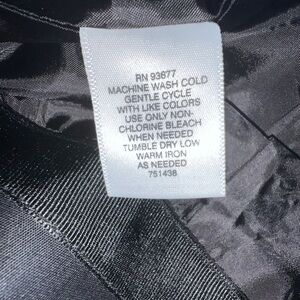 RN 93677
MACHINE WASH COLD
GENTLE CYCLE
WITH LIKE COLORS
USE ONLY NON-
CHLORINE BLEACH
WHEN NEEDED
TUMBLE DRY LOW
WARM IRON
AS NEEDED
751438